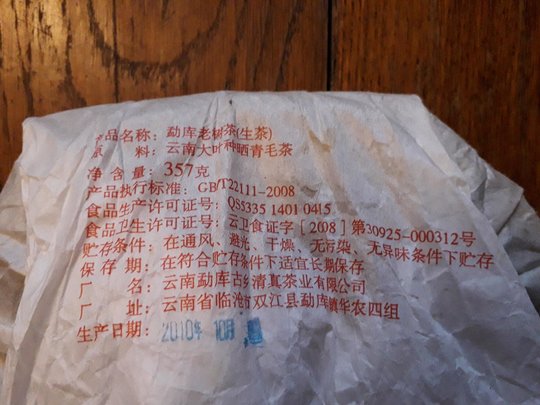 产品名称：勐库老树茶(生茶)
原　料：云南大叶种晒青毛茶
净含量：357克
产品执行标准：GB/T22111-2008
食品生产许可证号：QS5335 1401 0415
食品卫生许可证号：云卫食证字［2008］第30925-000312号
贮存条件：在通风、避光、干燥、无污染、无异味条件下贮存
保存期：在符合贮存条件下适宜长期保存
厂　名：云南勐库古乡清真茶业有限公司
厂　址：云南省临沧市双江县勐库镇华农四组
生产日期：2010年 10月